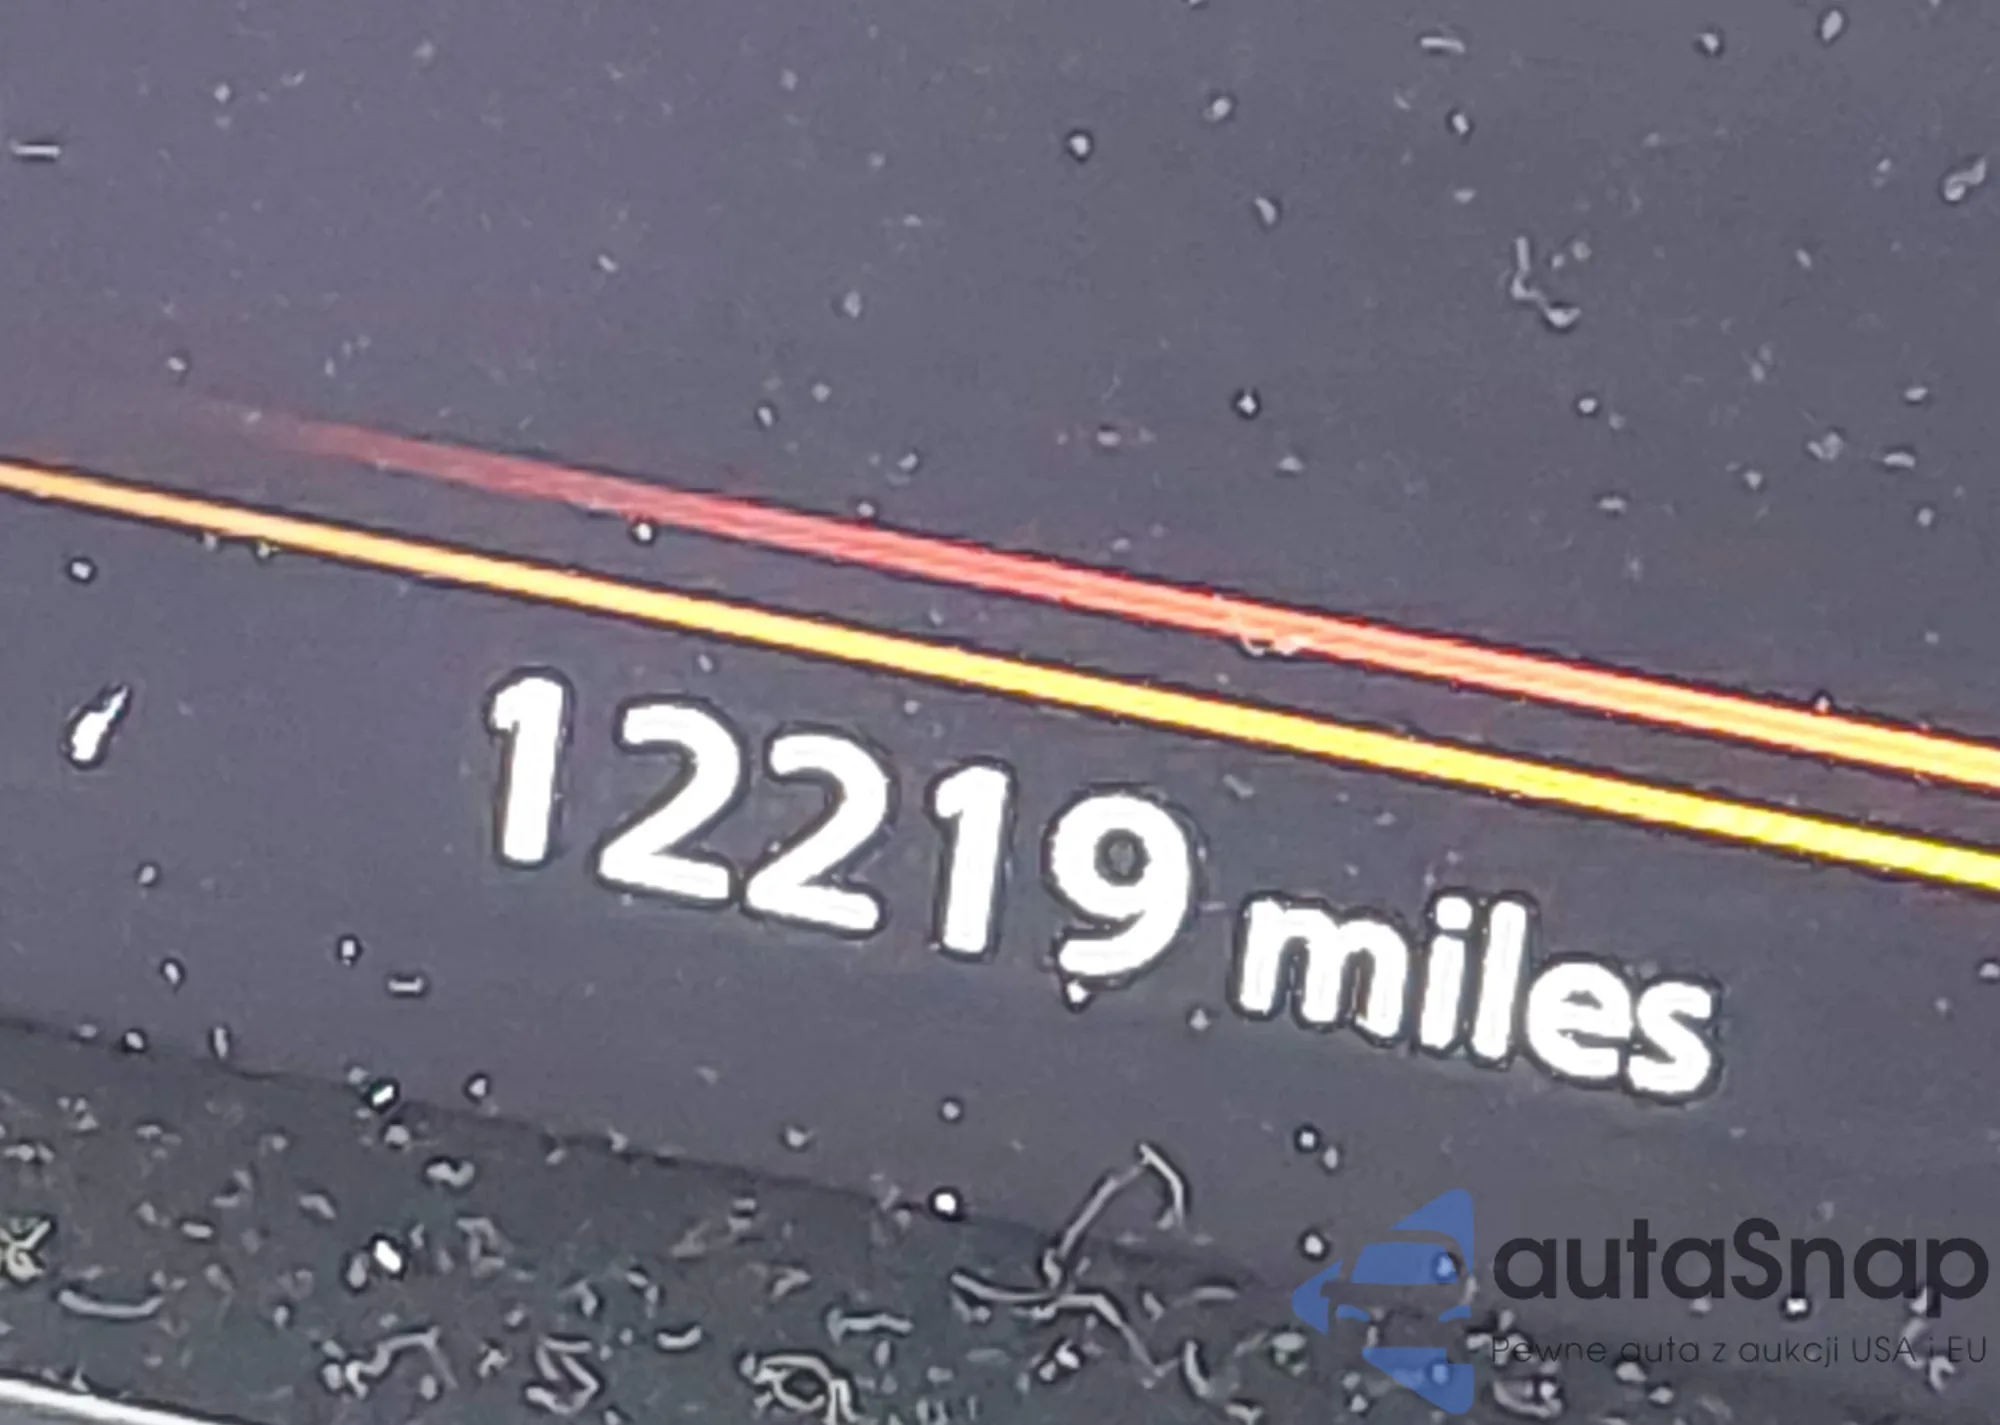 12219 miles
autaSnap
Pewne auta z aukcji USA i EU